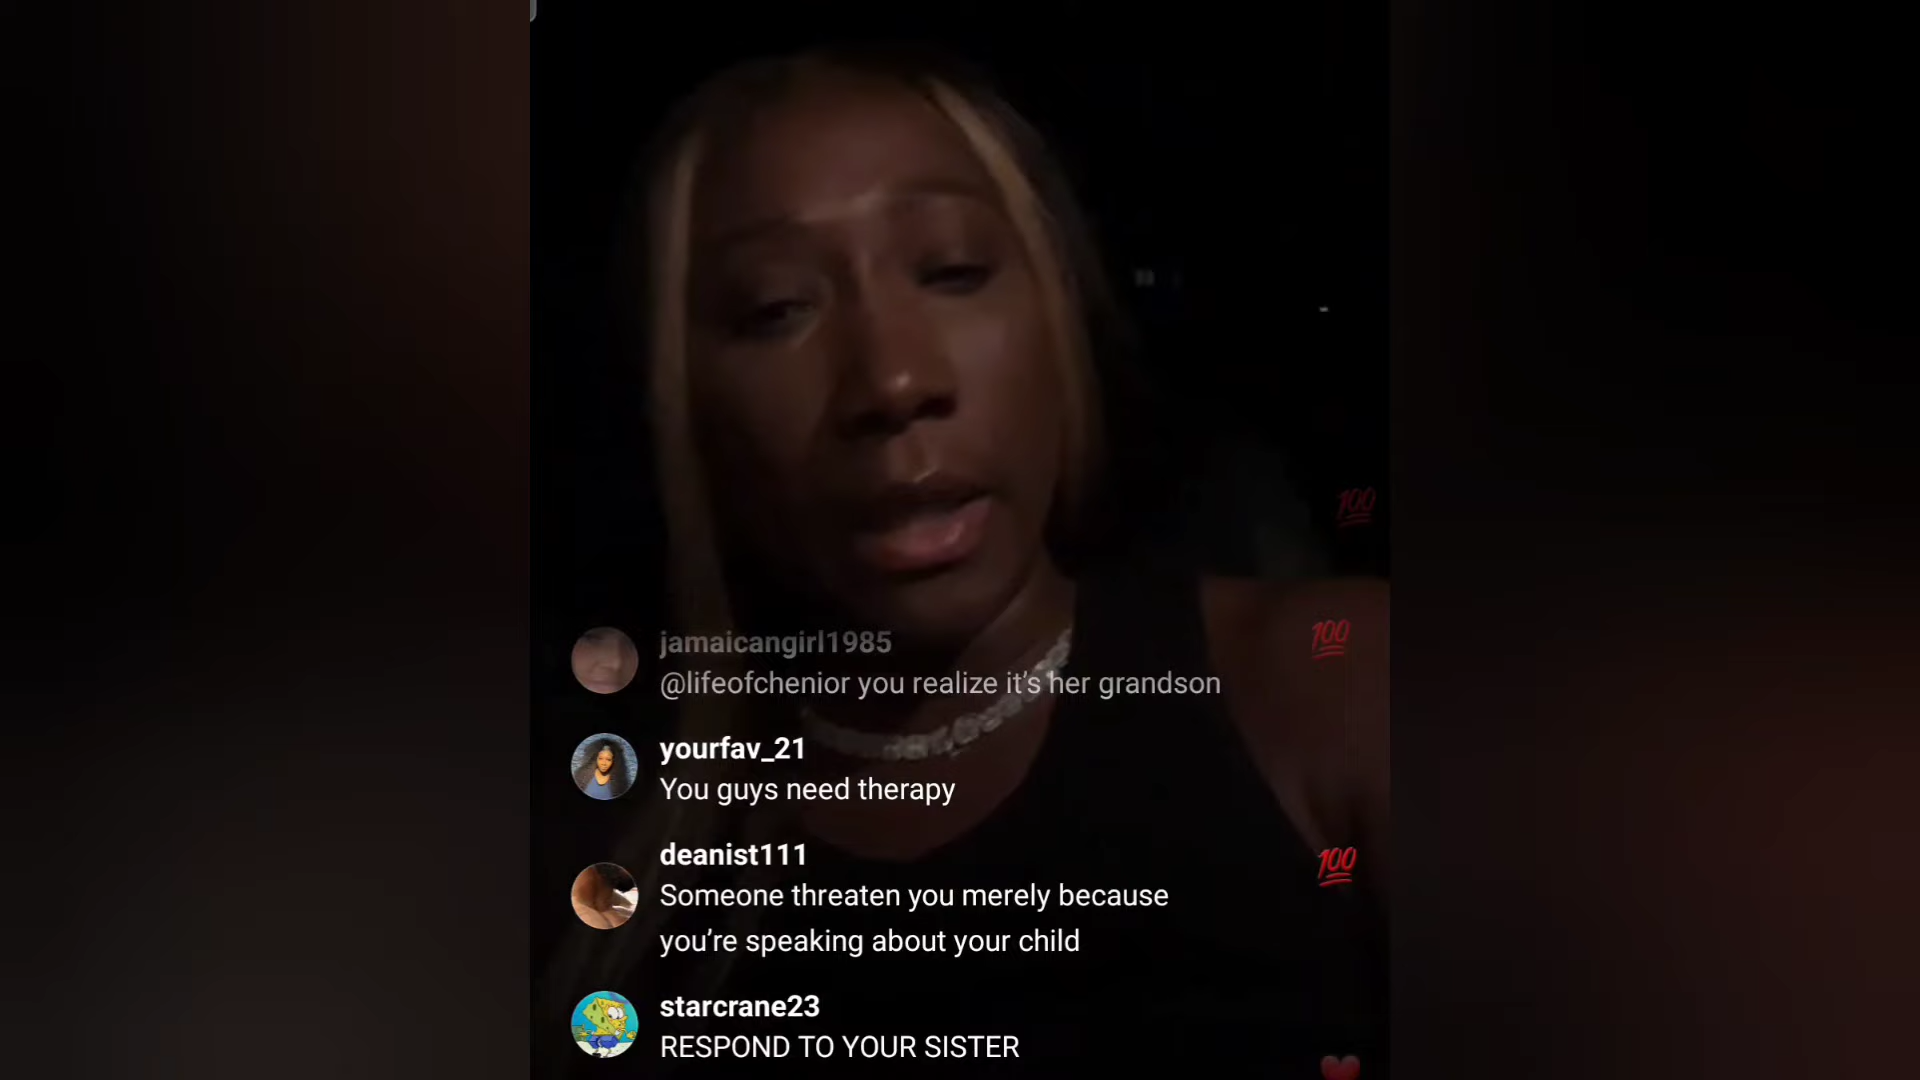 jamaicangirl1985
@lifeofchenior you realize it’s her grandson
yourfav_21
You guys need therapy
deanist111
Someone threaten you merely because
you’re speaking about your child
starcrane23
RESPOND TO YOUR SISTER
💯
💯
💯